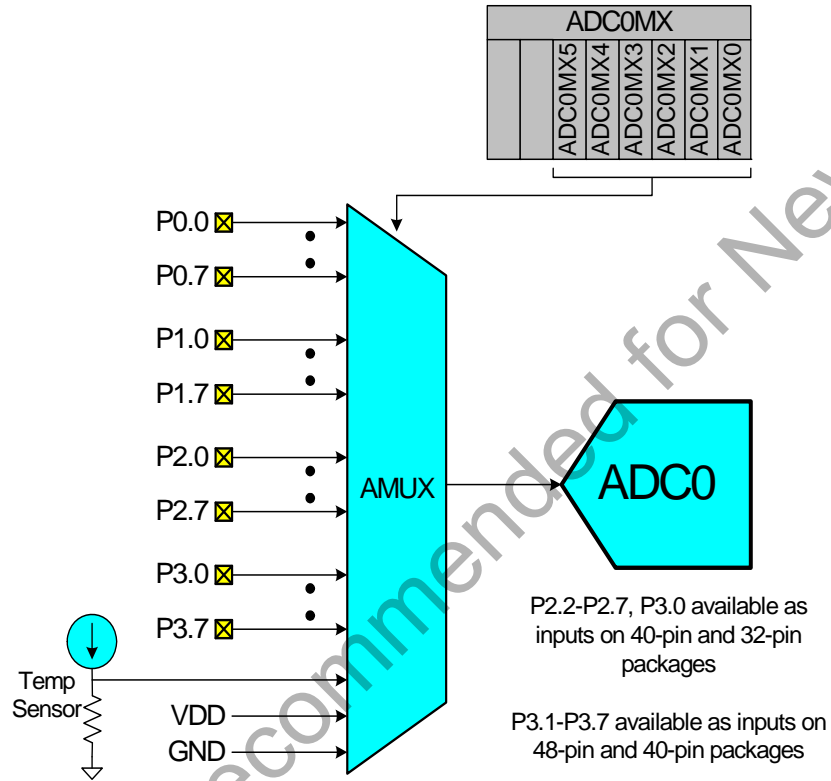 ADC0MX
ADC0MX5
ADC0MX4
ADC0MX3
ADC0MX2
ADC0MX1
ADC0MX0
P0.0
P0.7
P1.0
P1.7
P2.0
P2.7
P3.0
P3.7
Temp
Sensor
VDD
GND
AMUX
ADC0
P2.2-P2.7, P3.0 available as
inputs on 40-pin and 32-pin
packages
P3.1-P3.7 available as inputs on
48-pin and 40-pin packages
ecommended for New